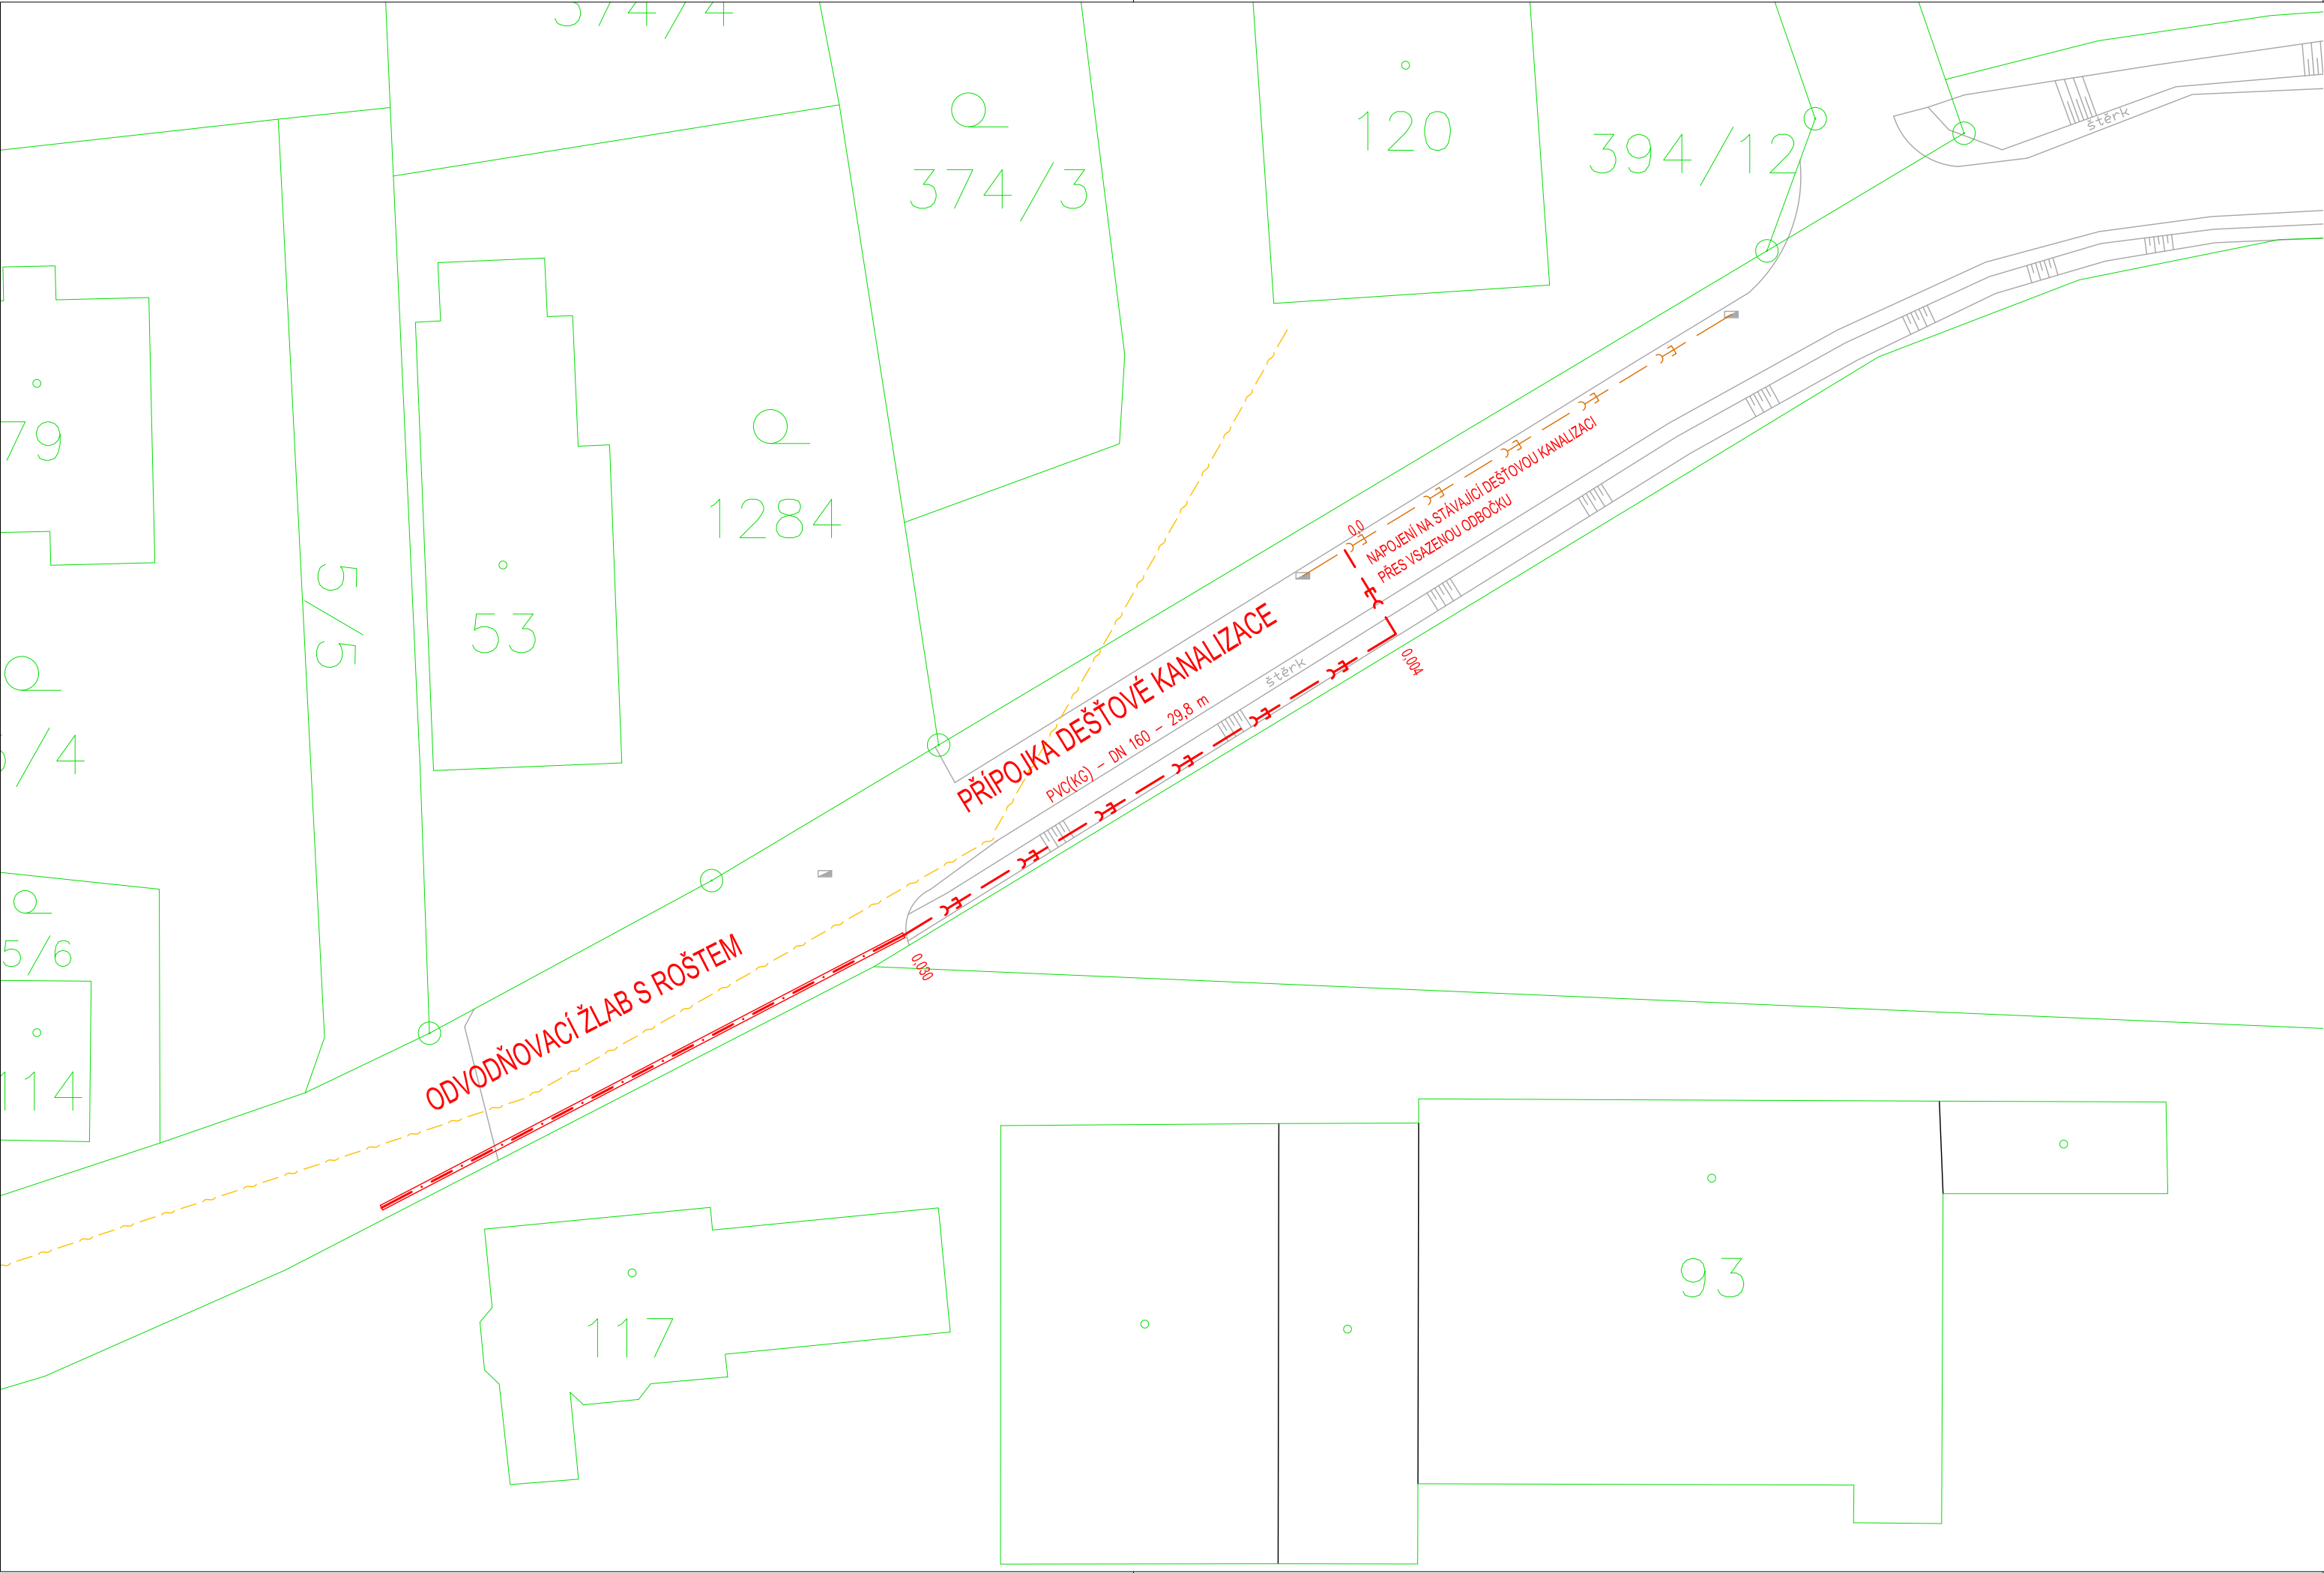 374/4
374/3
120
394/12
štěrk
79
1284
5/5
53
0,0
NAPOJENÍ NA STÁVAJÍCÍ DEŠŤOVOU KANALIZACI
PŘES VSAZENOU ODBOČKU
PŘÍPOJKA DEŠŤOVÉ KANALIZACE
štěrk
0,004
PVC(KG) – DN 160 – 29,8 m
/4
5/6
ODVODŇOVACÍ ŽLAB S ROŠTEM
0,030
114
93
117